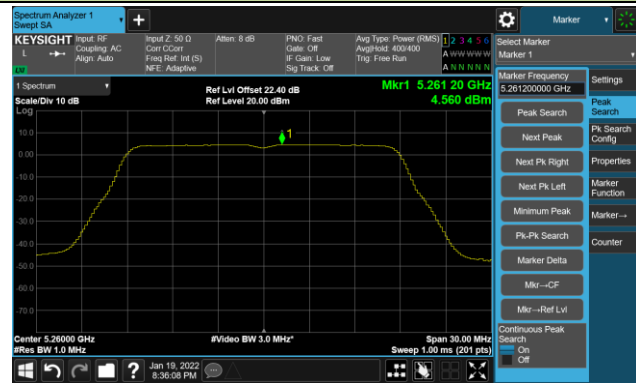 Spectrum Analyzer 1
Swept SA
Marker
KEYSIGHT
Input: RF
Coupling: AC
Align: Auto
Input Z: 50 Ω
Corr CCorr
Freq Ref: Int (S)
NFE: Adaptive
Atten: 8 dB
PNO: Fast
Gate: Off
IF Gain: Low
Sig Track: Off
Avg Type: Power (RMS)
Avg|Hold: 400/400
Trig: Free Run
1 2 3 4 5 6
A W W W W W
A N N N N N
L
Select Marker
Marker 1
1 Spectrum
Scale/Div 10 dB
Log
Ref Lvl Offset 22.40 dB
Ref Level 20.00 dBm
Mkr1 5.261 20 GHz
4.560 dBm
10.0
0.00
-10.0
-20.0
-30.0
-40.0
-50.0
-60.0
-70.0
1
Center 5.26000 GHz
#Res BW 1.0 MHz
#Video BW 3.0 MHz*
Span 30.00 MHz
Sweep 1.00 ms (201 pts)
Marker Frequency
5.261200000 GHz
Peak Search
Next Peak
Next Pk Right
Next Pk Left
Minimum Peak
Pk-Pk Search
Marker Delta
Mkr→CF
Mkr→Ref Lvl
Continuous Peak
Search
On
Off
Settings
Peak
Search
Pk Search
Config
Properties
Marker
Function
Marker→
Counter
?
Jan 19, 2022
8:36:08 PM